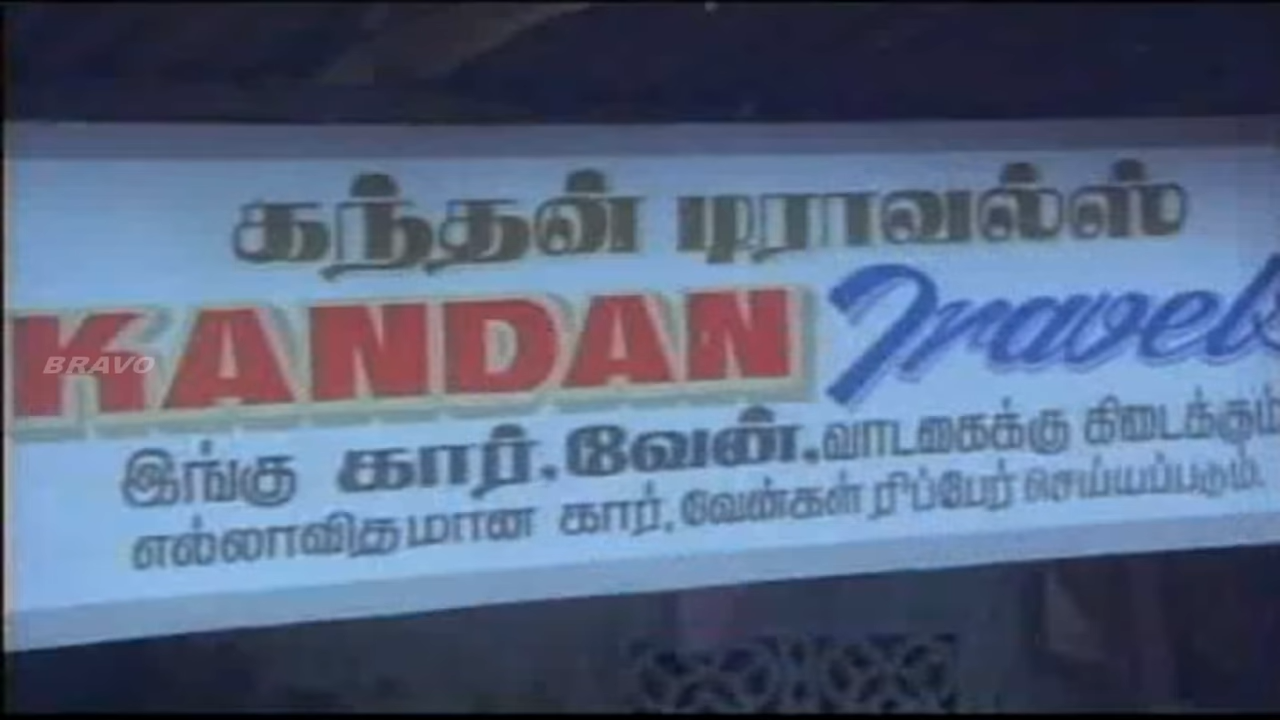 கந்தன் டிராவல்ஸ்
KANDAN Travels
BRAVO
இங்கு கார்.வேன்.வாடகைக்கு கிடைக்கும்
எல்லாவிதமான கார்,வேன்கள் ரிப்பேர் செய்யப்படும்.